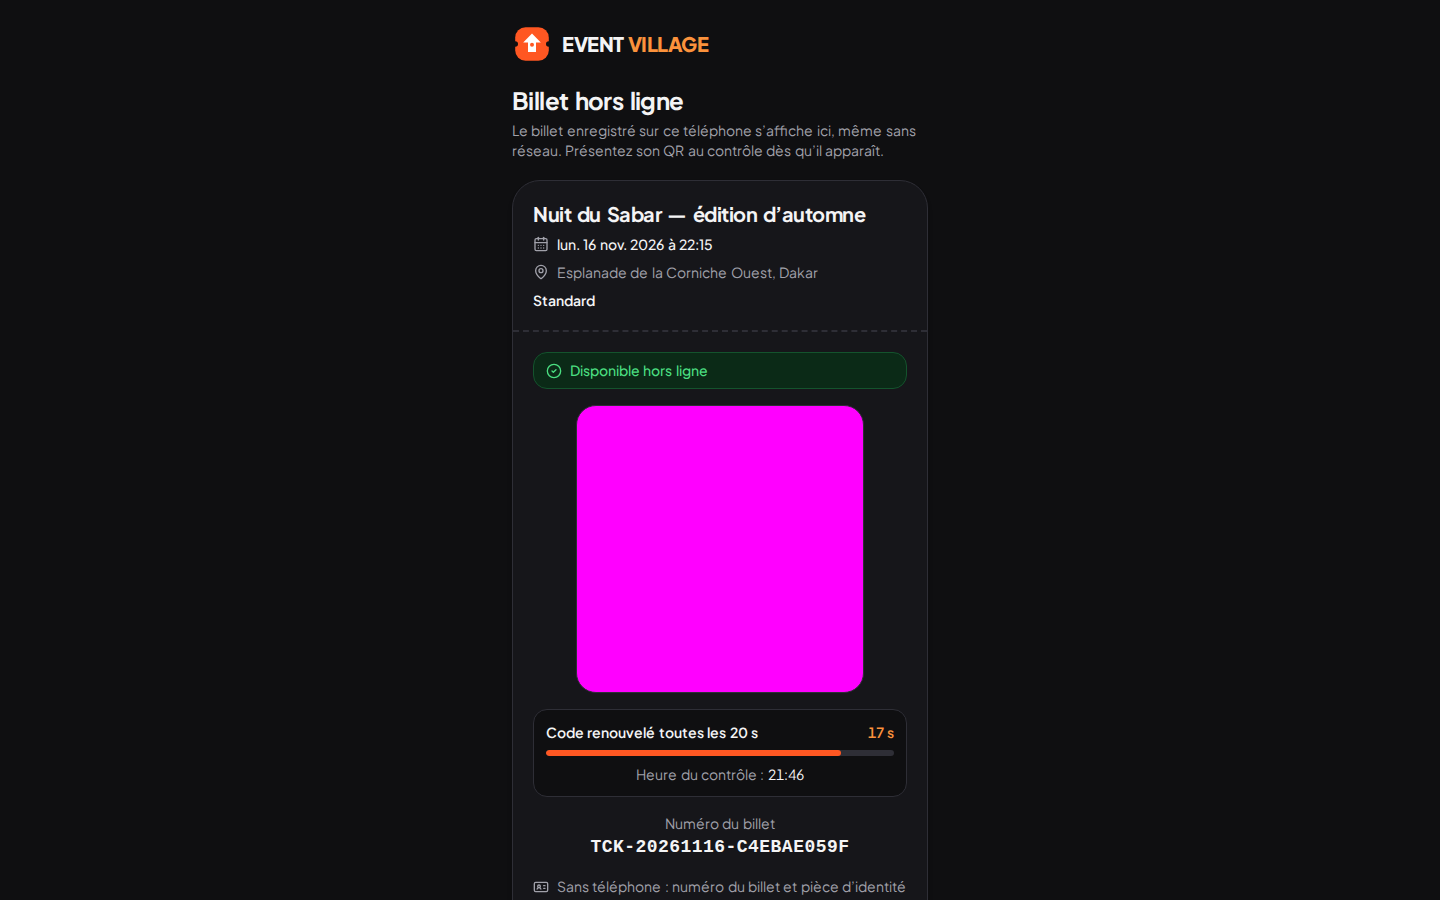 EVENT VILLAGE
Billet hors ligne
Le billet enregistré sur ce téléphone s’affiche ici, même sans
réseau. Présentez son QR au contrôle dès qu’il apparaît.
Nuit du Sabar — édition d’automne
lun. 16 nov. 2026 à 22:15
Esplanade de la Corniche Ouest, Dakar
Standard
Disponible hors ligne
Code renouvelé toutes les 20 s 17 s
Heure du contrôle : 21:46
Numéro du billet
TCK-20261116-C4EBAE059F
Sans téléphone : numéro du billet et pièce d’identité